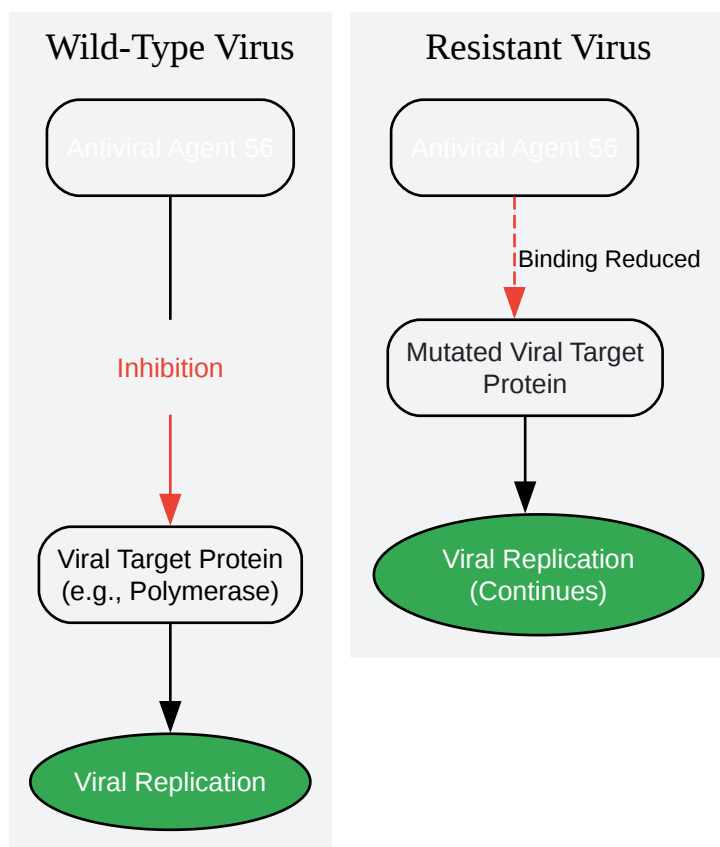 Wild-Type Virus
Antiviral Agent 56
Inhibition
Viral Target Protein
(e.g., Polymerase)
Viral Replication
Resistant Virus
Antiviral Agent 56
Binding Reduced
Mutated Viral Target
Protein
Viral Replication
(Continues)